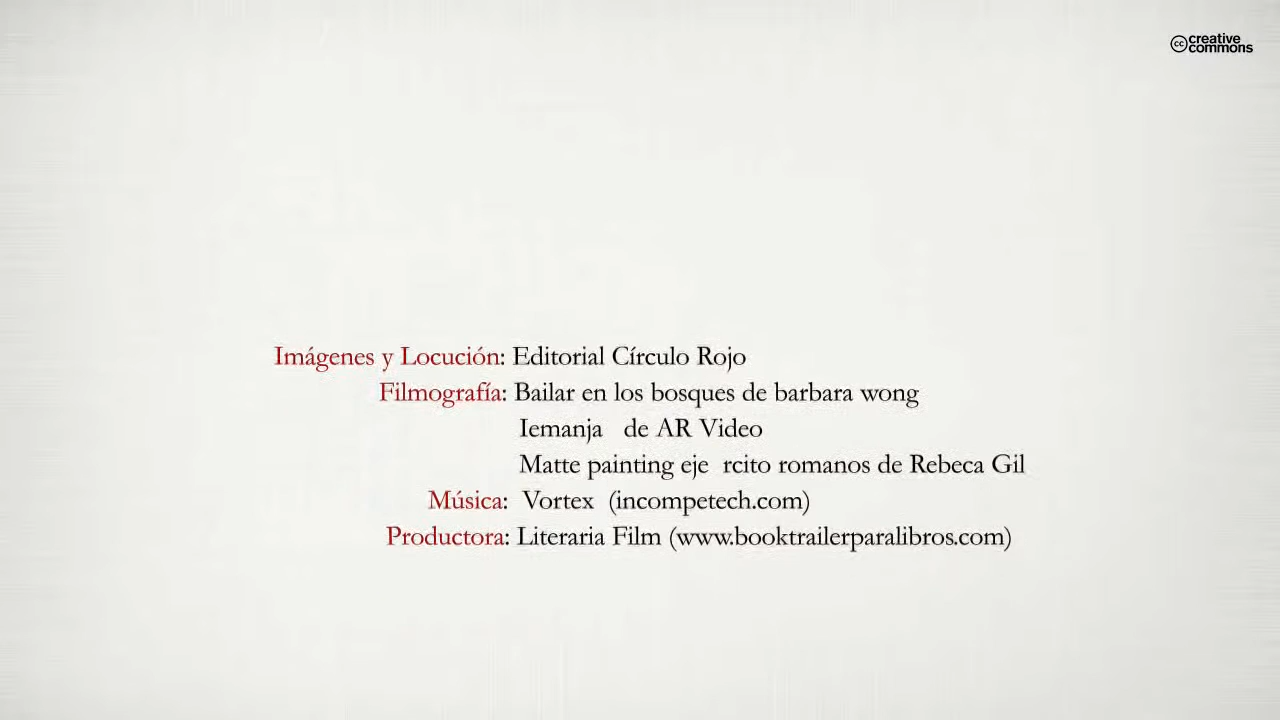 creative
commons
Imágenes y Locución: Editorial Círculo Rojo
Filmografía: Bailar en los bosques de barbara wong
Iemanja de AR Video
Matte painting eje rcito romanos de Rebeca Gil
Música: Vortex (incompetech.com)
Productora: Literaria Film (www.booktrailerparalibros.com)